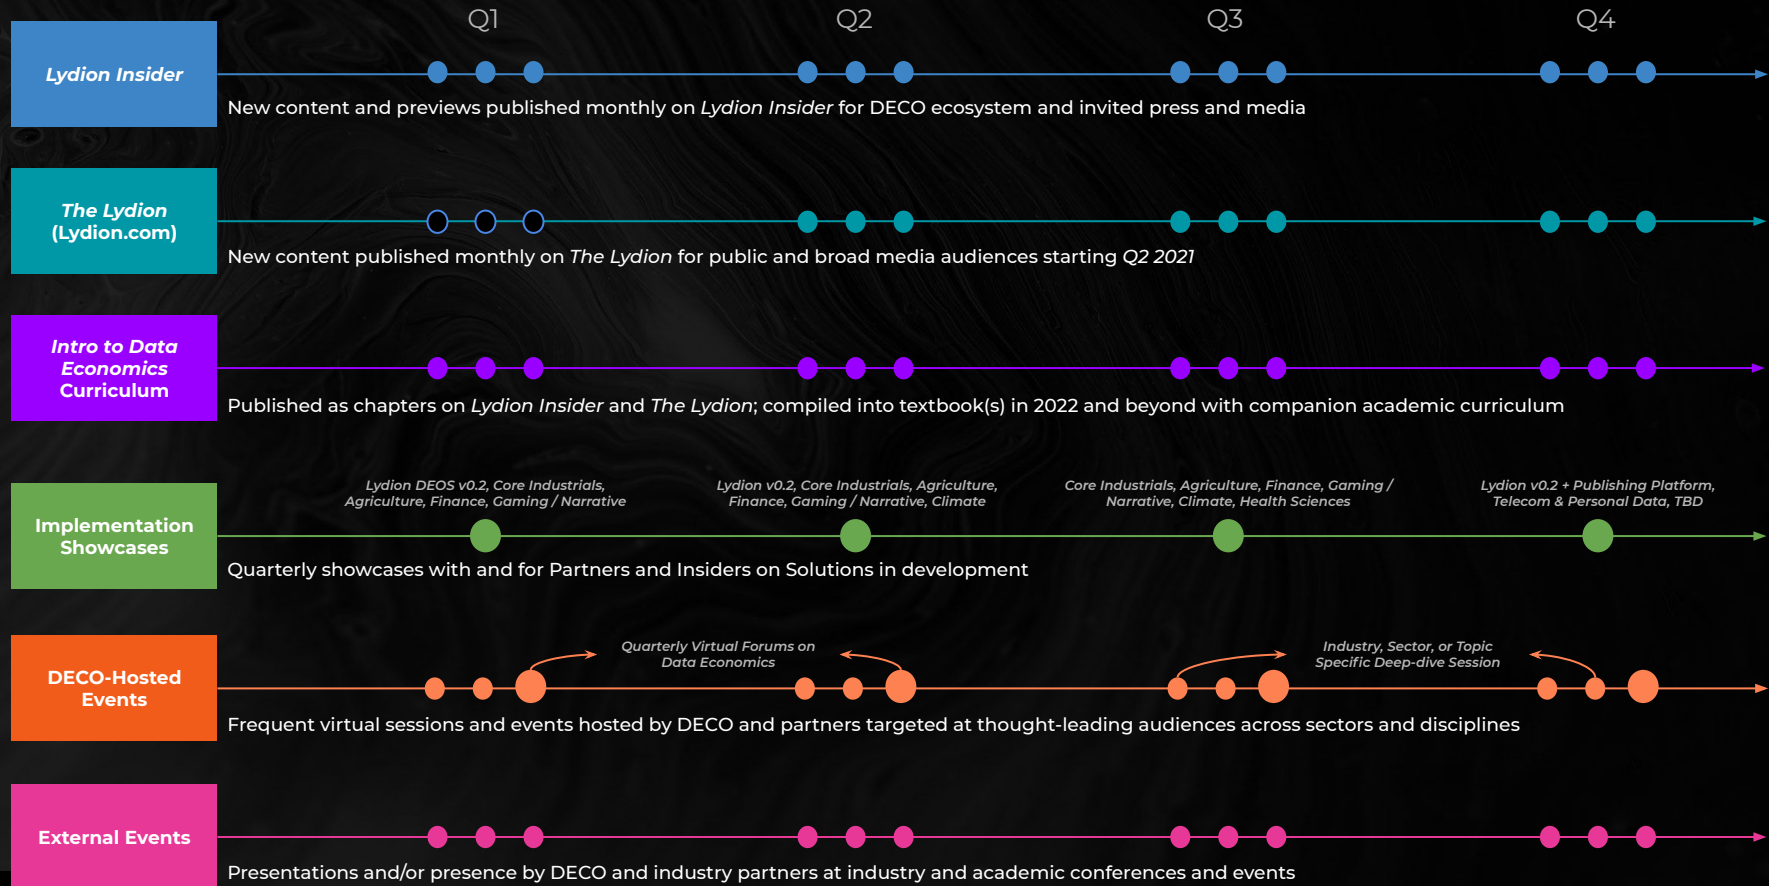 Q1 Q2 Q3 Q4
Lydion Insider
New content and previews published monthly on Lydion Insider for DECO ecosystem and invited press and media
The Lydion
(Lydion.com)
New content published monthly on The Lydion for public and broad media audiences starting Q2 2021
Intro to Data
Economics
Curriculum
Published as chapters on Lydion Insider and The Lydion; compiled into textbook(s) in 2022 and beyond with companion academic curriculum
Implementation
Showcases
Lydion DEOS v0.2, Core Industrials,
Agriculture, Finance, Gaming / Narrative
Lydion v0.2, Core Industrials, Agriculture,
Finance, Gaming / Narrative, Climate
Core Industrials, Agriculture, Finance, Gaming /
Narrative, Climate, Health Sciences
Lydion v0.2 + Publishing Platform,
Telecom & Personal Data, TBD
Quarterly showcases with and for Partners and Insiders on Solutions in development
DECO-Hosted
Events
Quarterly Virtual Forums on
Data Economics
Industry, Sector, or Topic
Specific Deep-dive Session
Frequent virtual sessions and events hosted by DECO and partners targeted at thought-leading audiences across sectors and disciplines
External Events
Presentations and/or presence by DECO and industry partners at industry and academic conferences and events